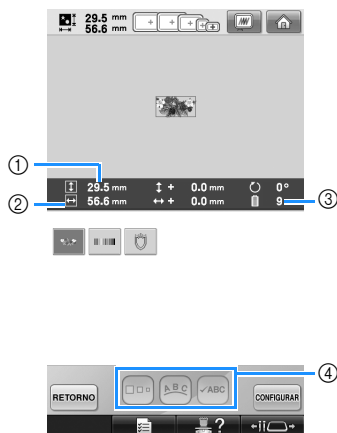 29.5 mm
56.6 mm
①
29.5 mm + 0.0 mm 0°
② 56.6 mm + 0.0 mm 9 ③
④
A B C ✓ABC
RETORNO CONFIGURAR
?